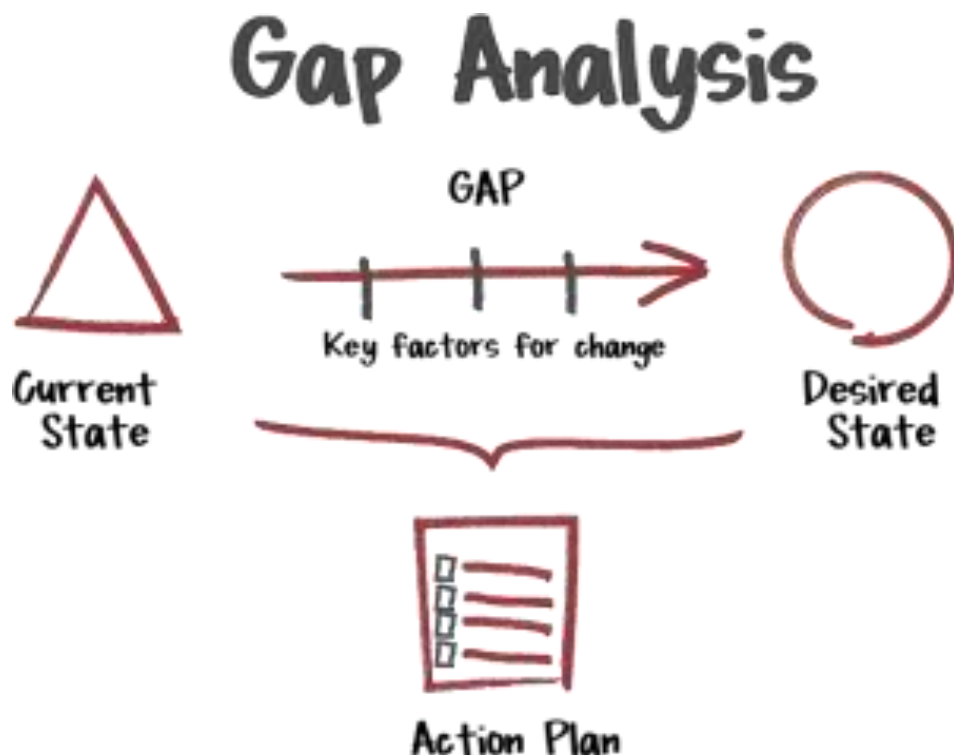 Gap Analysis
GAP
Key factors for change
Current
State
Desired
State
Action Plan